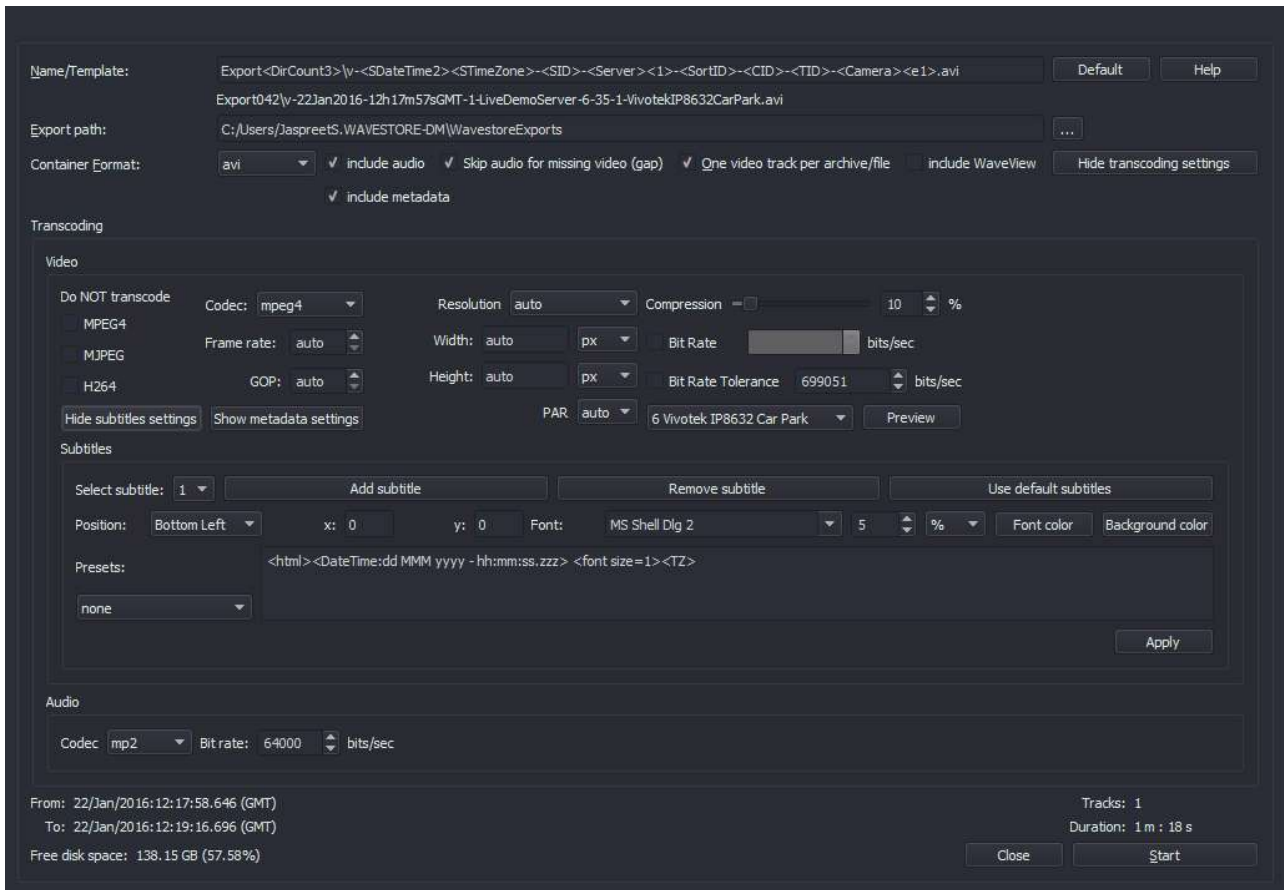 Name/Template: Export<DirCount3>\v-<SDateTime2><STimeZone>-<SID>-<Server><1>-<SortID>-<CID>-<TID>-<Camera><e1>.avi Default Help
Export042\v-22Jan2016-12h17m57sGMT-1-LiveDemoServer-6-35-1-VivotekIP8632CarPark.avi
Export path: C:/Users/JaspreetS.WAVESTORE-DM\WavestoreExports ...
Container Format: avi include audio Skip audio for missing video (gap) One video track per archive/file include WaveView Hide transcoding settings
include metadata
Transcoding
Video
Do NOT transcode Codec: mpeg4 Resolution auto Compression 10 %
MPEG4
Frame rate: auto Width: auto px Bit Rate bits/sec
MJPEG
H264 GOP: auto Height: auto px Bit Rate Tolerance 699051 bits/sec
Hide subtitles settings Show metadata settings PAR auto 6 Vivotek IP8632 Car Park Preview
Subtitles
Select subtitle: 1 Add subtitle Remove subtitle Use default subtitles
Position: Bottom Left x: 0 y: 0 Font: MS Shell Dlg 2 5 % Font color Background color
Presets: <html><DateTime:dd MMM yyyy - hh:mm:ss.zzz> <font size=1><TZ>
none
Apply
Audio
Codec mp2 Bit rate: 64000 bits/sec
From: 22/Jan/2016:12:17:58.646 (GMT) Tracks: 1
To: 22/Jan/2016:12:19:16.696 (GMT) Duration: 1 m : 18 s
Free disk space: 138.15 GB (57.58%) Close Start